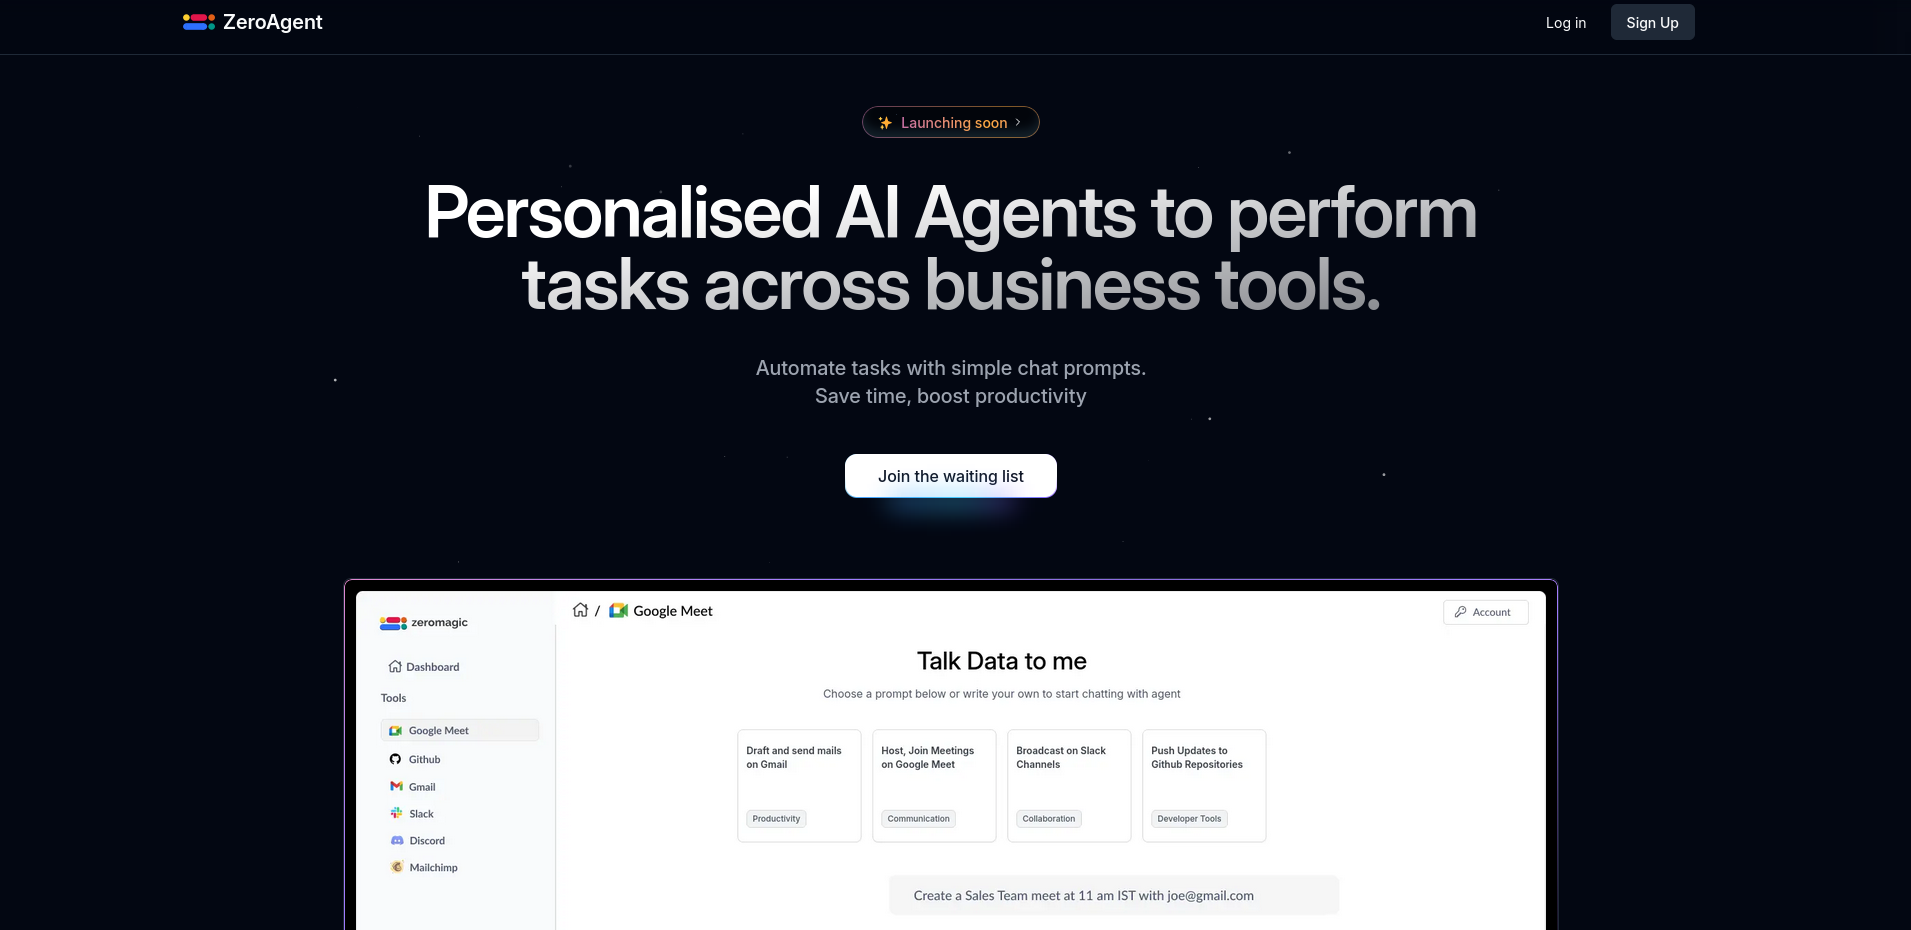 ZeroAgent
Log in
Sign Up
Launching soon
Personalised AI Agents to perform
tasks across business tools.
Automate tasks with simple chat prompts.
Save time, boost productivity
Join the waiting list
zeromagic
/ Google Meet
Account
Dashboard
Tools
Google Meet
Github
Gmail
Slack
Discord
Mailchimp
Talk Data to me
Choose a prompt below or write your own to start chatting with agent
Draft and send mails
on Gmail
Productivity
Host, Join Meetings
on Google Meet
Communication
Broadcast on Slack
Channels
Collaboration
Push Updates to
Github Repositories
Developer Tools
Create a Sales Team meet at 11 am IST with joe@gmail.com